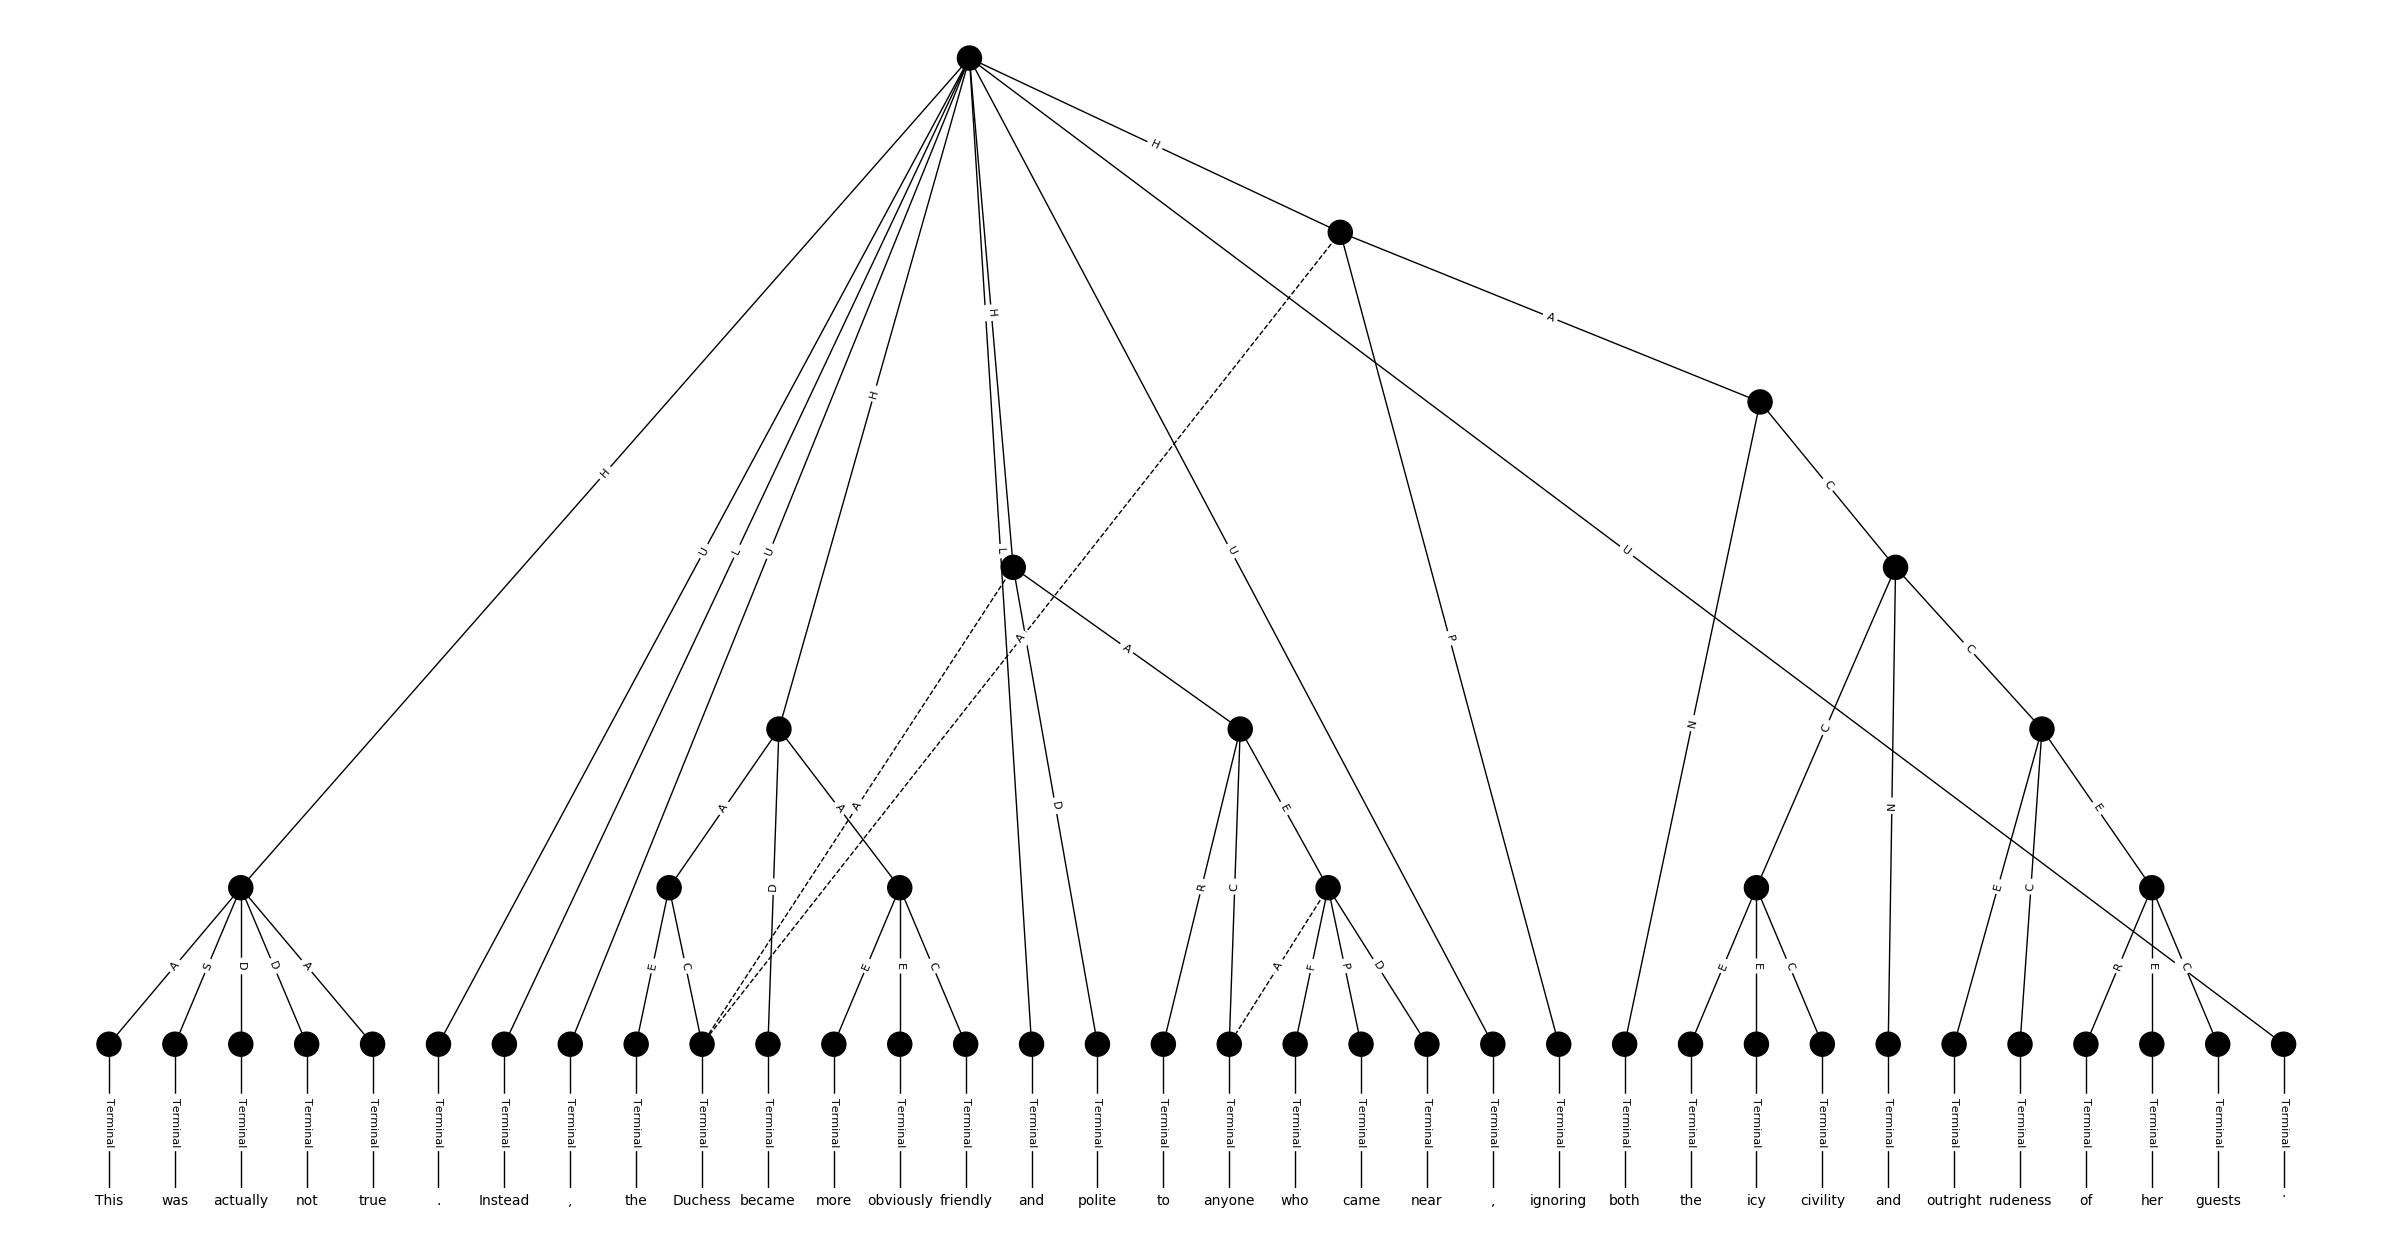 H
A
H
C
H
U L U L U U
A P
A C
N C
A A A D N
D R C E C E C E
A S D D A E C E E C A F P D E E C R E C
Terminal Terminal Terminal Terminal Terminal Terminal Terminal Terminal Terminal Terminal Terminal Terminal Terminal Terminal Terminal Terminal Terminal Terminal Terminal Terminal Terminal Terminal Terminal Terminal Terminal Terminal Terminal Terminal Terminal Terminal Terminal Terminal Terminal Terminal
This was actually not true . Instead , the Duchess became more obviously friendly and polite to anyone who came near , ignoring both the icy civility and outright rudeness of her guests .